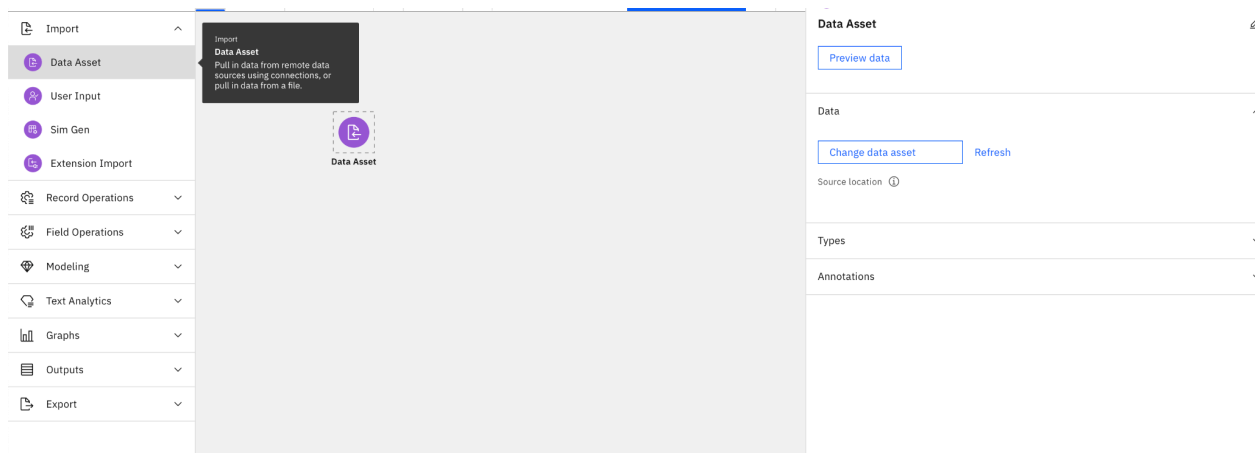 Import
Data Asset
User Input
Sim Gen
Extension Import
Record Operations
Field Operations
Modeling
Text Analytics
Graphs
Outputs
Export
Import
Data Asset
Pull in data from remote data
sources using connections, or
pull in data from a file.
Data Asset
Data Asset
Preview data
Data
Change data asset Refresh
Source location
Types
Annotations